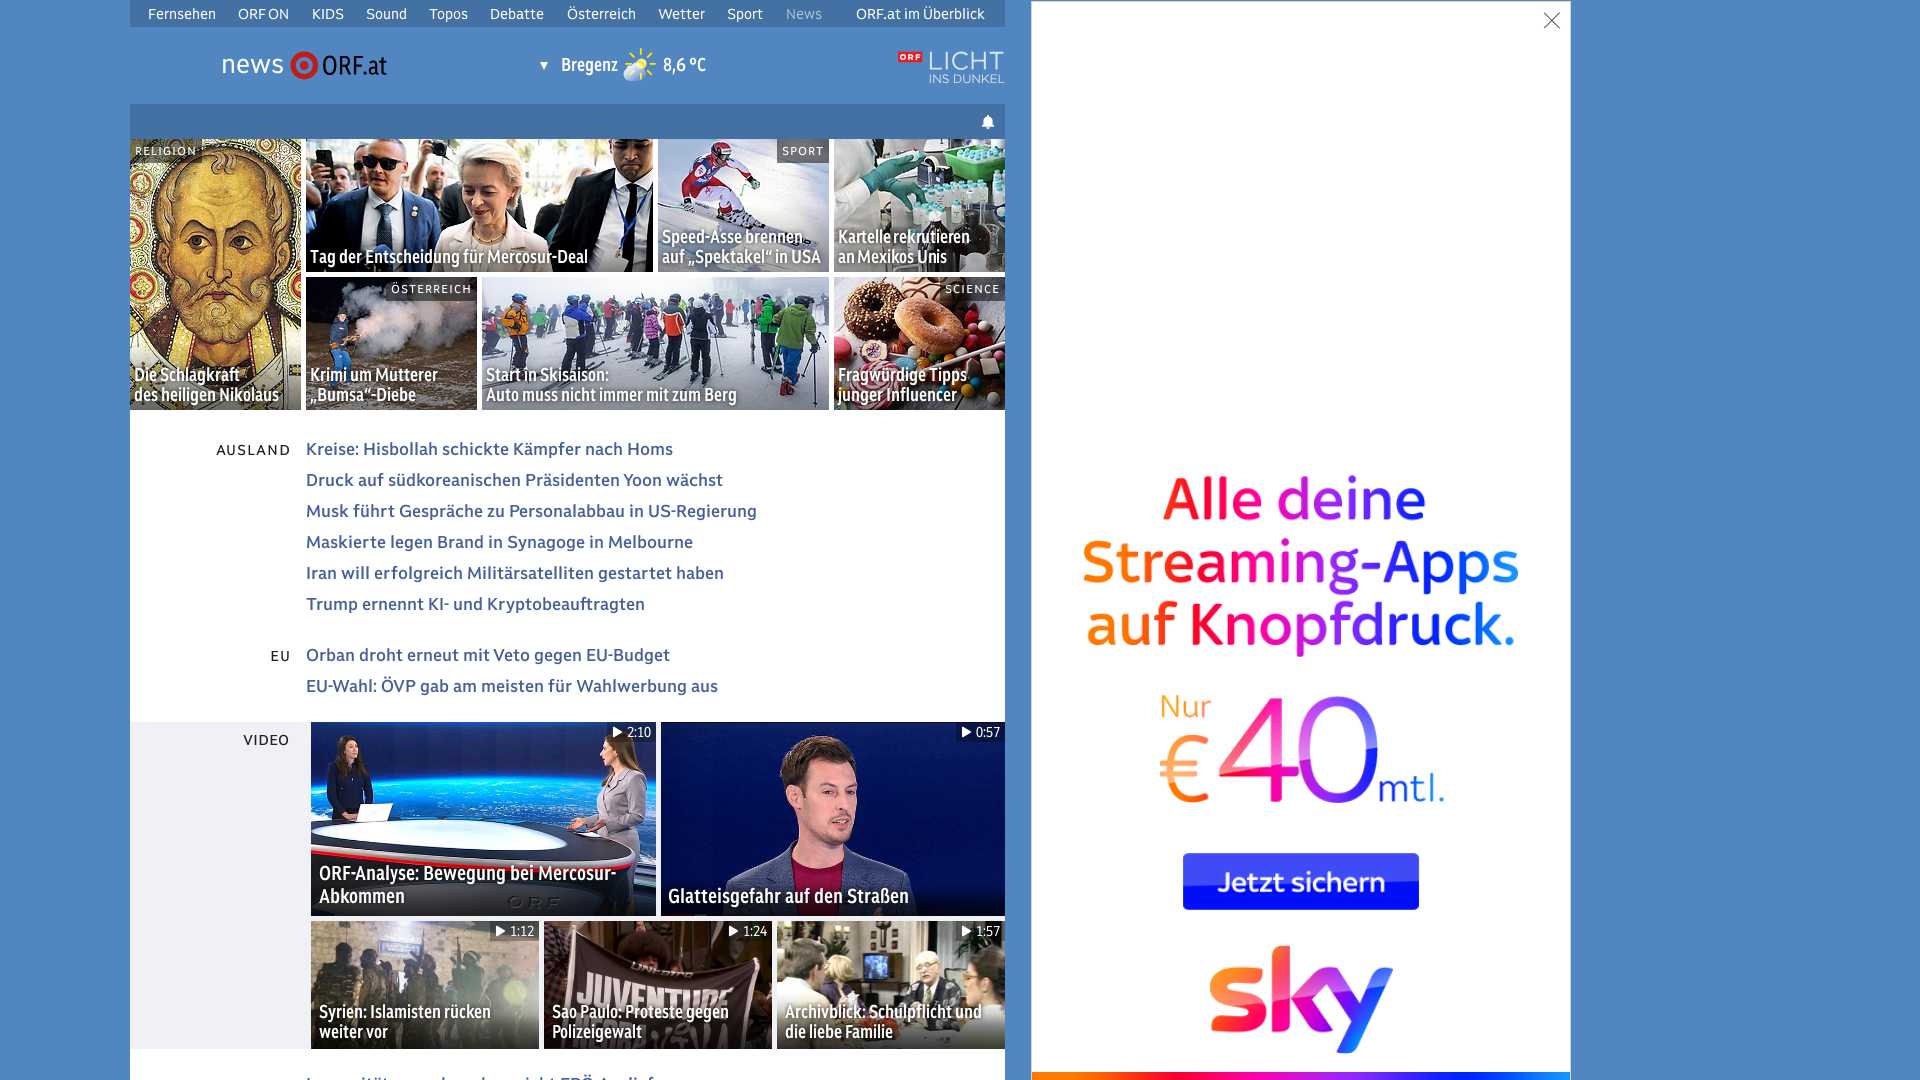 Fernsehen ORF ON KIDS Sound Topos Debatte Österreich Wetter Sport News ORF.at im Überblick
news ORF.at
Bregenz 8,6 °C
ORF LICHT
INS DUNKEL
RELIGION
Die Schlagkraft
des heiligen Nikolaus
Tag der Entscheidung für Mercosur-Deal
SPORT
Speed-Asse brennen
auf „Spektakel“ in USA
Kartelle rekrutieren
an Mexikos Unis
ÖSTERREICH
Krimi um Mutterer
„Bumsa“-Diebe
Start in Skisaison:
Auto muss nicht immer mit zum Berg
SCIENCE
Fragwürdige Tipps
junger Influencer
AUSLAND
Kreise: Hisbollah schickte Kämpfer nach Homs
Druck auf südkoreanischen Präsidenten Yoon wächst
Musk führt Gespräche zu Personalabbau in US-Regierung
Maskierte legen Brand in Synagoge in Melbourne
Iran will erfolgreich Militärsatelliten gestartet haben
Trump ernennt KI- und Kryptobeauftragten
EU
Orban droht erneut mit Veto gegen EU-Budget
EU-Wahl: ÖVP gab am meisten für Wahlwerbung aus
VIDEO
2:10
ORF-Analyse: Bewegung bei Mercosur-
Abkommen
ORF
0:57
Glatteisgefahr auf den Straßen
1:12
Syrien: Islamisten rücken
weiter vor
1:24
JUVENTUDE
Sao Paulo: Proteste gegen
Polizeigewalt
1:57
Archivblick: Schulpflicht und
die liebe Familie
Alle deine
Streaming-Apps
auf Knopfdruck.
Nur
€40 mtl.
Jetzt sichern
sky